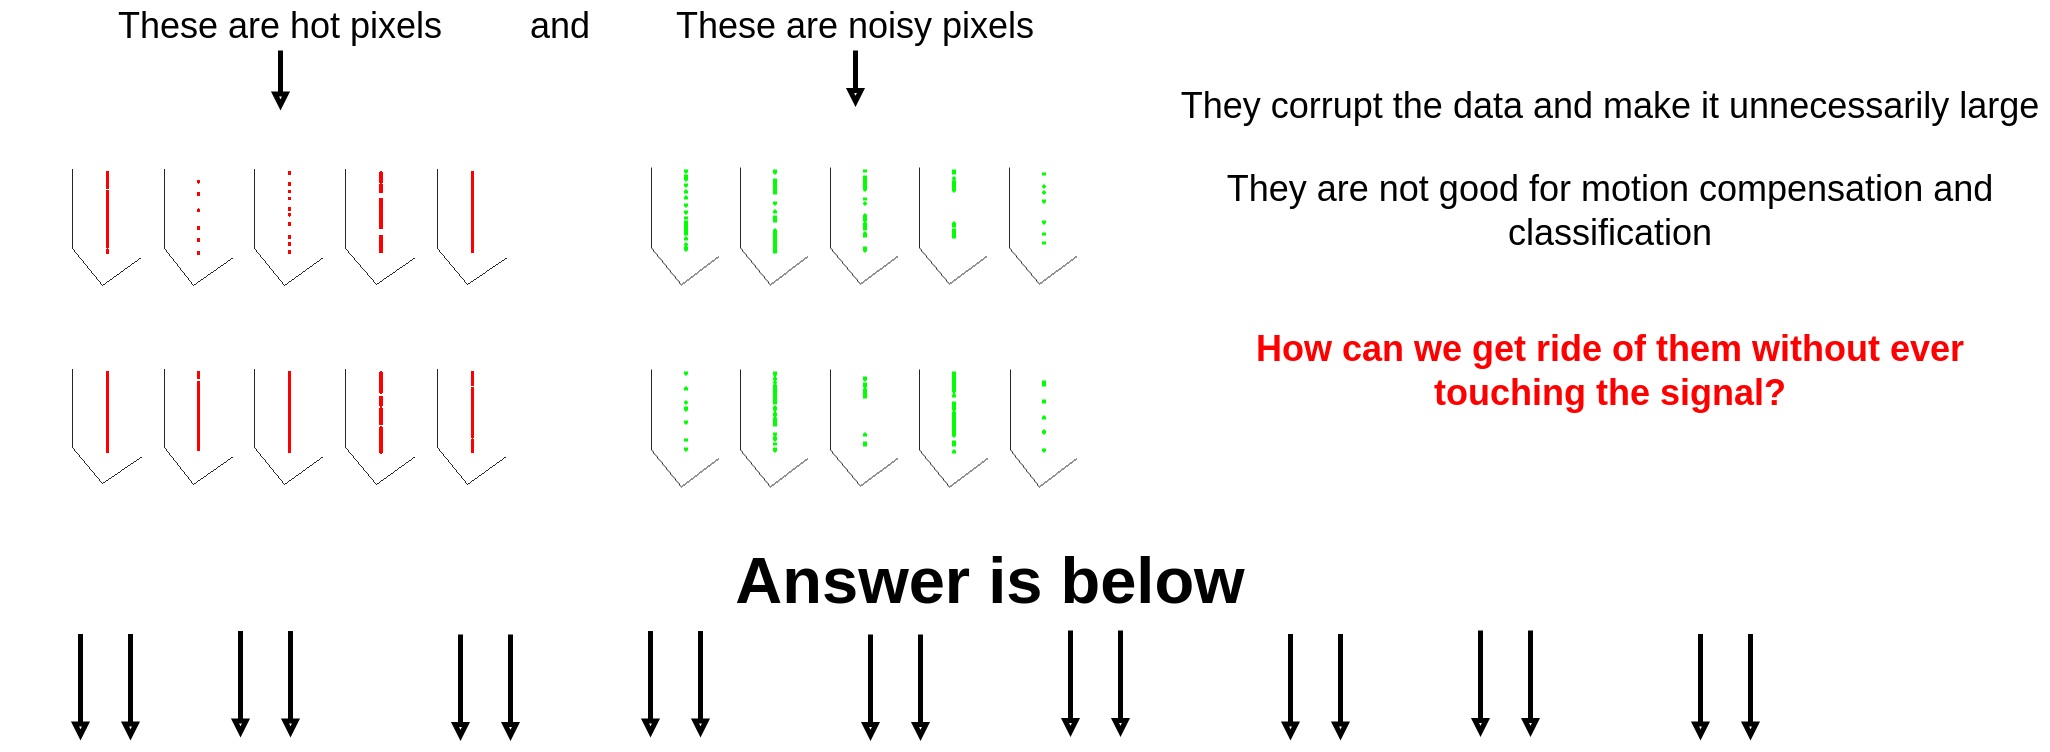 These are hot pixels
and
These are noisy pixels
They corrupt the data and make it unnecessarily large
They are not good for motion compensation and
classification
How can we get ride of them without ever
touching the signal?
Answer is below